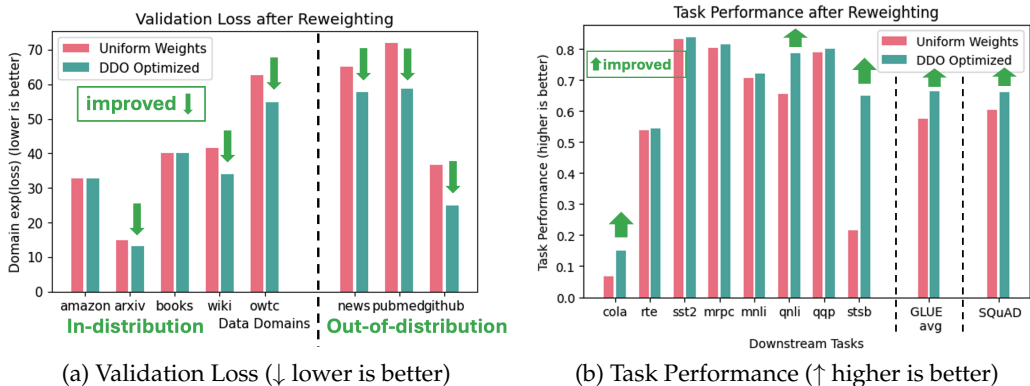 Validation Loss after Reweighting
Uniform Weights
DDO Optimized
improved ↓
Domain exp(loss) (lower is better)
70
60
50
40
30
20
10
0
amazon arxiv books wiki owtc news pubmed github
In-distribution Data Domains Out-of-distribution
(a) Validation Loss (↓ lower is better)
Task Performance after Reweighting
Uniform Weights
DDO Optimized
⬆improved
Task Performance (higher is better)
0.8
0.7
0.6
0.5
0.4
0.3
0.2
0.1
0.0
cola rte sst2 mrpc mnli qnli qqp stsb GLUE avg SQuAD
Downstream Tasks
(b) Task Performance (↑ higher is better)